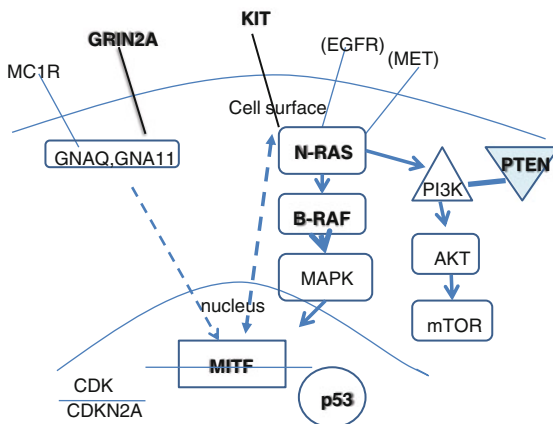 KIT
GRIN2A
(EGFR)
(MET)
MC1R
Cell surface
GNAQ,GNA11
N-RAS
PTEN
PI3K
B-RAF
AKT
MAPK
nucleus
mTOR
MITF
CDK
CDKN2A
p53